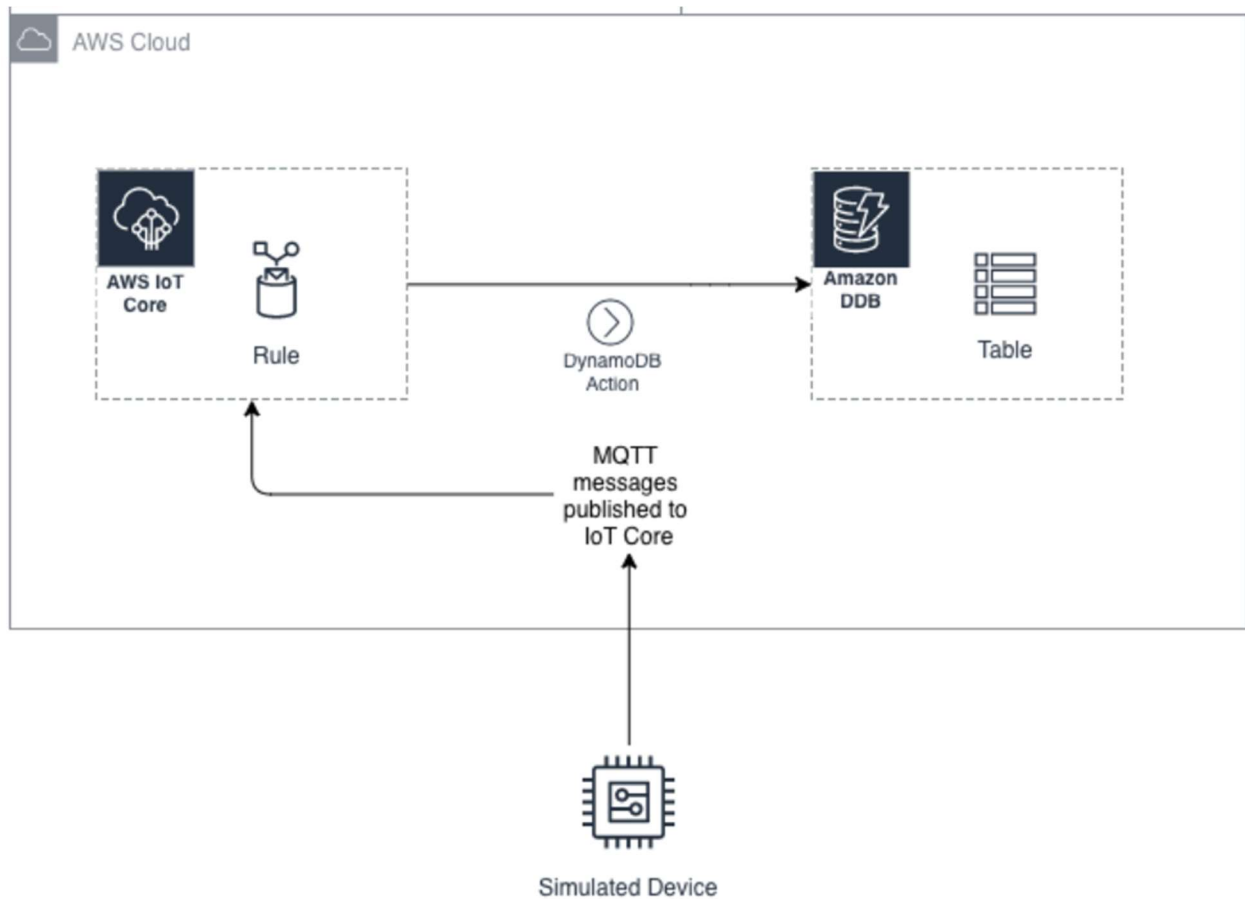 AWS Cloud
AWS IoT
Core
Rule
DynamoDB
Action
Amazon
DDB
Table
MQTT
messages
published to
IoT Core
Simulated Device